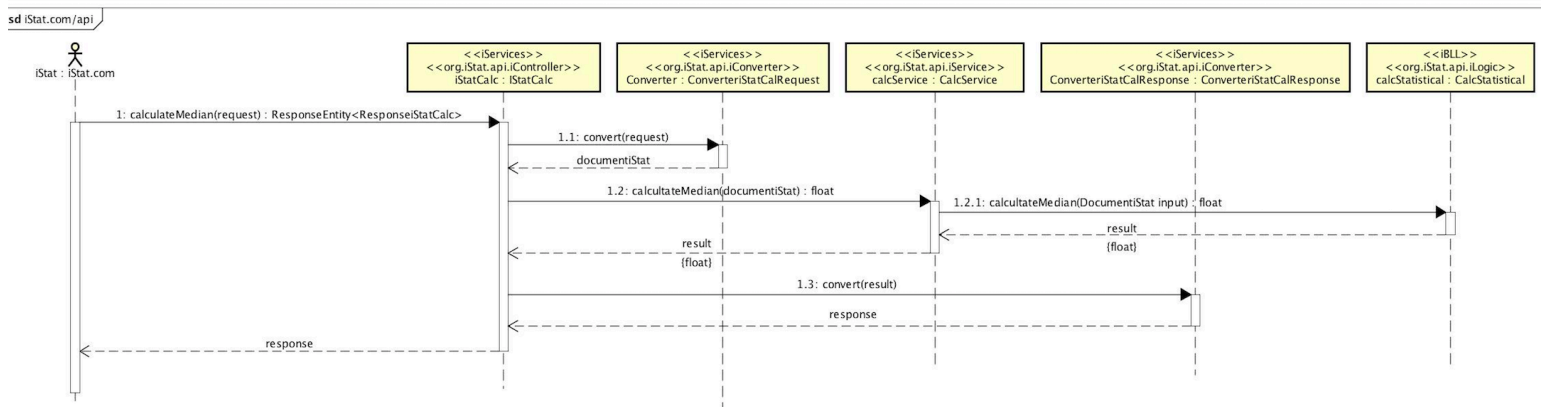 sd iStat.com/api
iStat : iStat.com
<<iServices>>
<<org.iStat.api.iController>>
iStatCalc : IStatCalc
<<iServices>>
<<org.iStat.api.iConverter>>
Converter : ConverteriStatCalRequest
<<iServices>>
<<org.iStat.api.iService>>
calcService : CalcService
<<iServices>>
<<org.iStat.api.iConverter>>
ConverteriStatCalResponse : ConverteriStatCalResponse
<<iBLL>>
<<org.iStat.api.iLogic>>
calcStatistical : CalcStatistical
1: calculateMedian(request) : ResponseEntity<ResponseiStatCalc>
1.1: convert(request)
documentiStat
1.2: calcultateMedian(documentiStat) : float
1.2.1: calcultateMedian(DocumentiStat input) : float
result
{float}
result
{float}
1.3: convert(result)
response
response